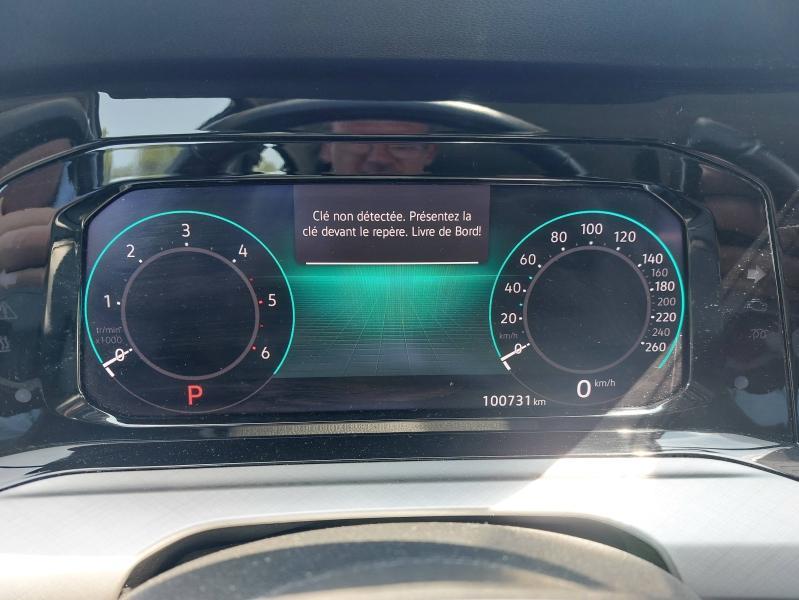 Clé non détectée. Présentez la
clé devant le repère. Livre de Bord!
0
1
2
3
4
5
6
tr/min
x1000
P
0
20
40
60
80
100
120
140
160
180
200
220
240
260
km/h
0 km/h
100731 km